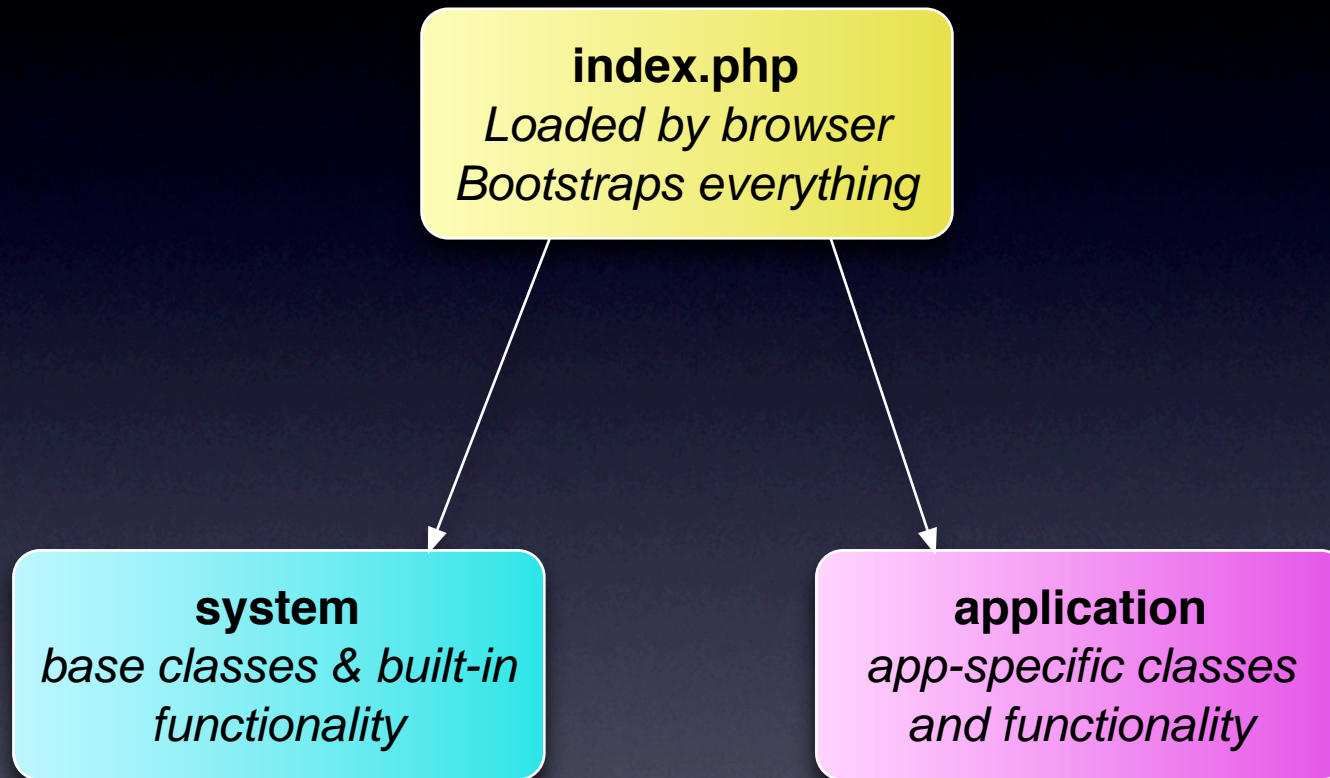 index.php
Loaded by browser
Bootstraps everything
system
base classes & built-in
functionality
application
app-specific classes
and functionality